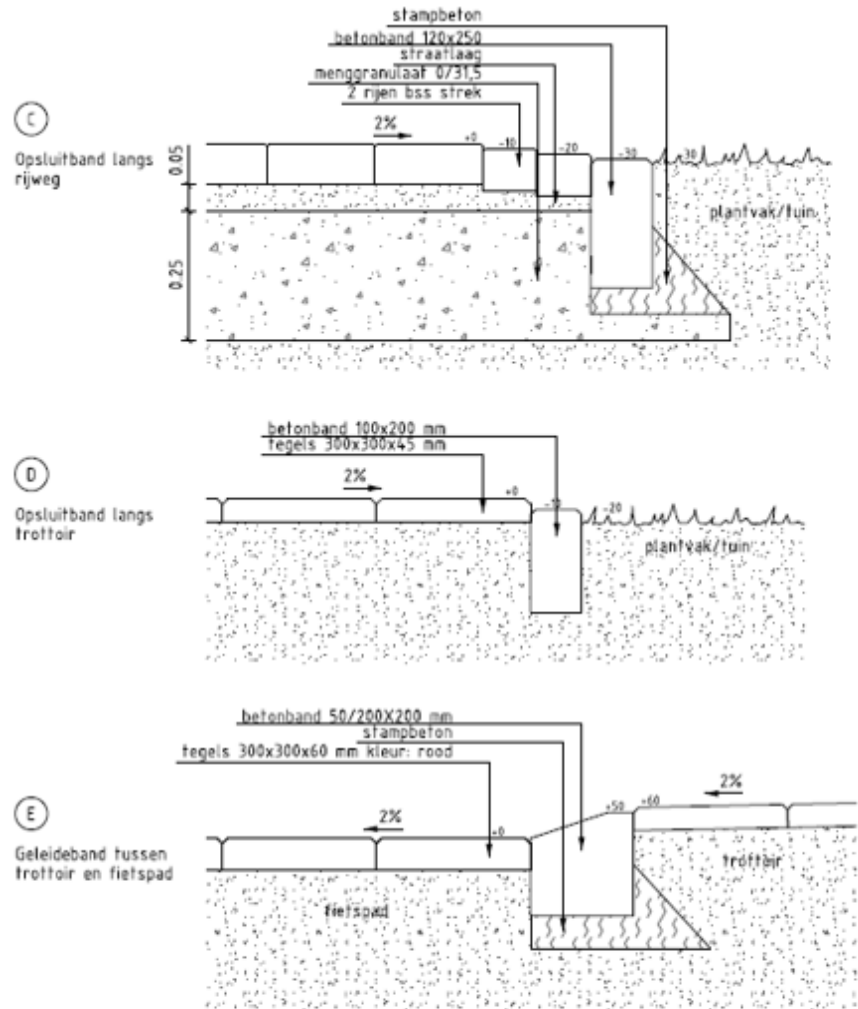 stampbeton
betonband 120x250
straatlaag
menggranulaat 0/31,5
2 rijen bss strek
C
Opsluitband langs
rijweg
2%
+0
-10
-20
-30
-30
0.05
0.25
plantvak/tuin
betonband 100x200 mm
tegels 300x300x45 mm
D
Opsluitband langs
trottoir
2%
+0
-10
-20
plantvak/tuin
betonband 50/200X200 mm
stampbeton
tegels 300x300x60 mm kleur: rood
E
Geleideband tussen
trottoir en fietspad
2%
+0
+50
+60
2%
trottoir
fietspad